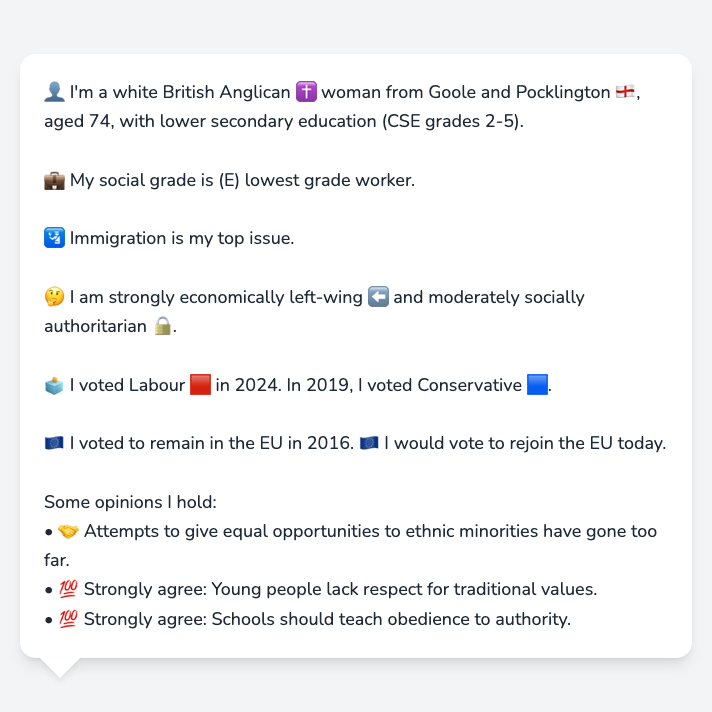 👤 I'm a white British Anglican ✝️ woman from Goole and Pocklington 🏴󠁧󠁢󠁥󠁮󠁧󠁿,
aged 74, with lower secondary education (CSE grades 2-5).
💼 My social grade is (E) lowest grade worker.
🛂 Immigration is my top issue.
🤔 I am strongly economically left-wing ⬅️ and moderately socially
authoritarian 🔒.
🗳️ I voted Labour 🟥 in 2024. In 2019, I voted Conservative 🟦.
🇪🇺 I voted to remain in the EU in 2016. 🇪🇺 I would vote to rejoin the EU today.
Some opinions I hold:
• 🤝 Attempts to give equal opportunities to ethnic minorities have gone too
far.
• 💯 Strongly agree: Young people lack respect for traditional values.
• 💯 Strongly agree: Schools should teach obedience to authority.